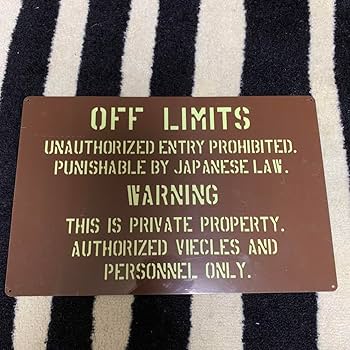 OFF LIMITS
UNAUTHORIZED ENTRY PROHIBITED.
PUNISHABLE BY JAPANESE LAW.
WARNING
THIS IS PRIVATE PROPERTY.
AUTHORIZED VIECLES AND
PERSONNEL ONLY.